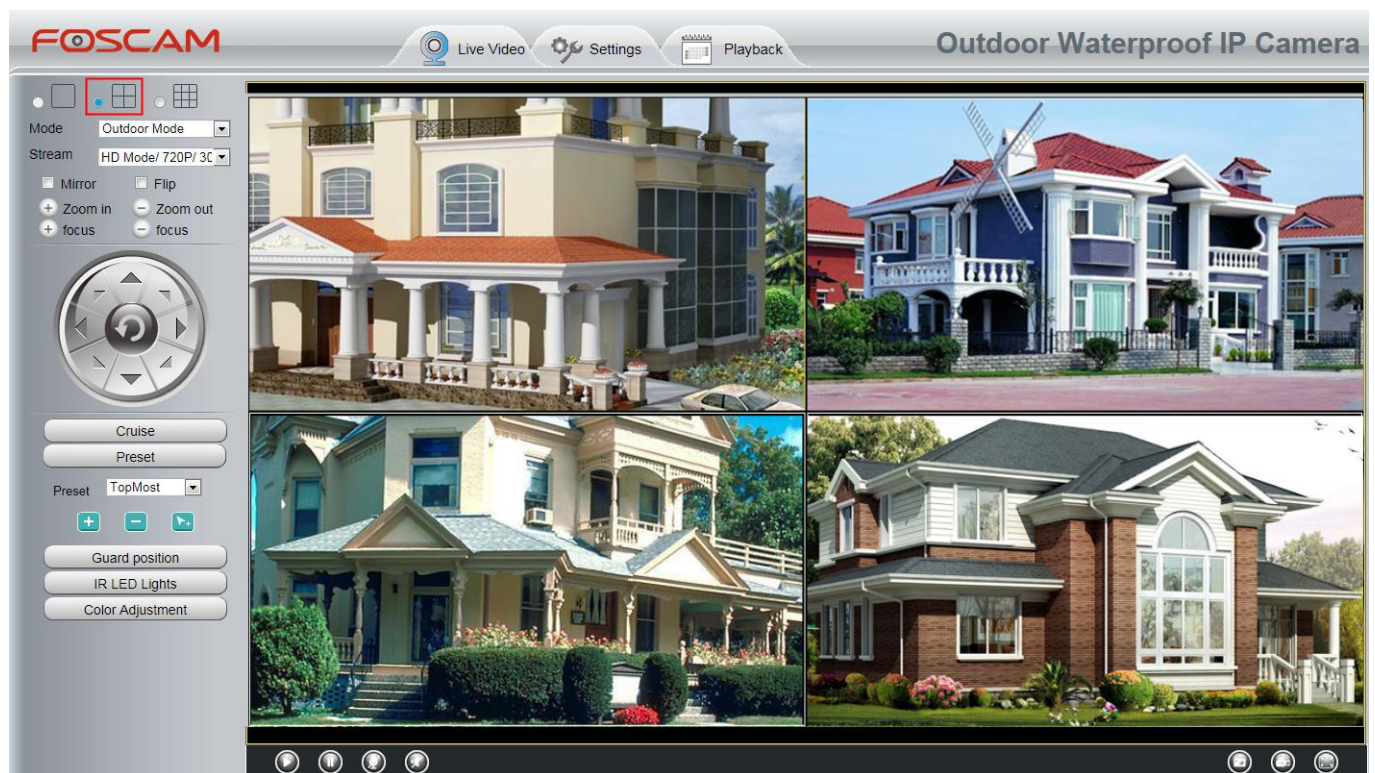 FOSCAM
Live Video
Settings
Playback
Outdoor Waterproof IP Camera
Mode Outdoor Mode
Stream HD Mode/ 720P/ 30
Mirror Flip
Zoom in Zoom out
focus focus
Cruise
Preset
Preset TopMost
Guard position
IR LED Lights
Color Adjustment